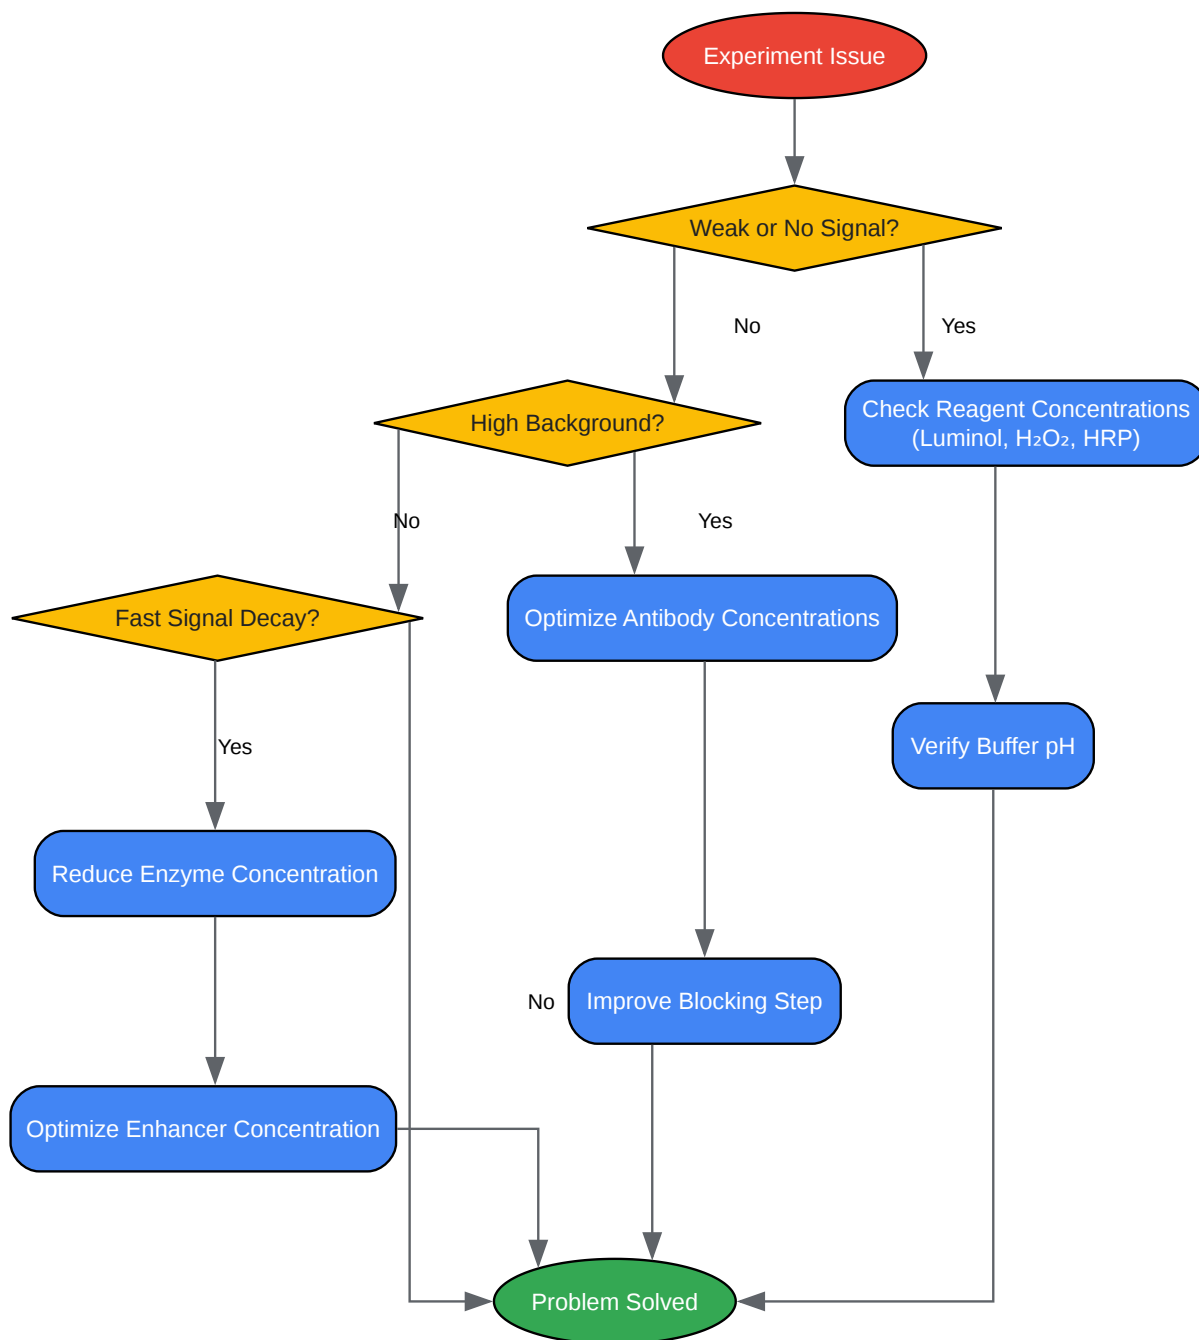 Experiment Issue
Weak or No Signal?
No
Yes
High Background?
Check Reagent Concentrations
(Luminol, H₂O₂, HRP)
No
Yes
Fast Signal Decay?
Optimize Antibody Concentrations
Yes
Verify Buffer pH
Reduce Enzyme Concentration
No
Improve Blocking Step
Optimize Enhancer Concentration
Problem Solved